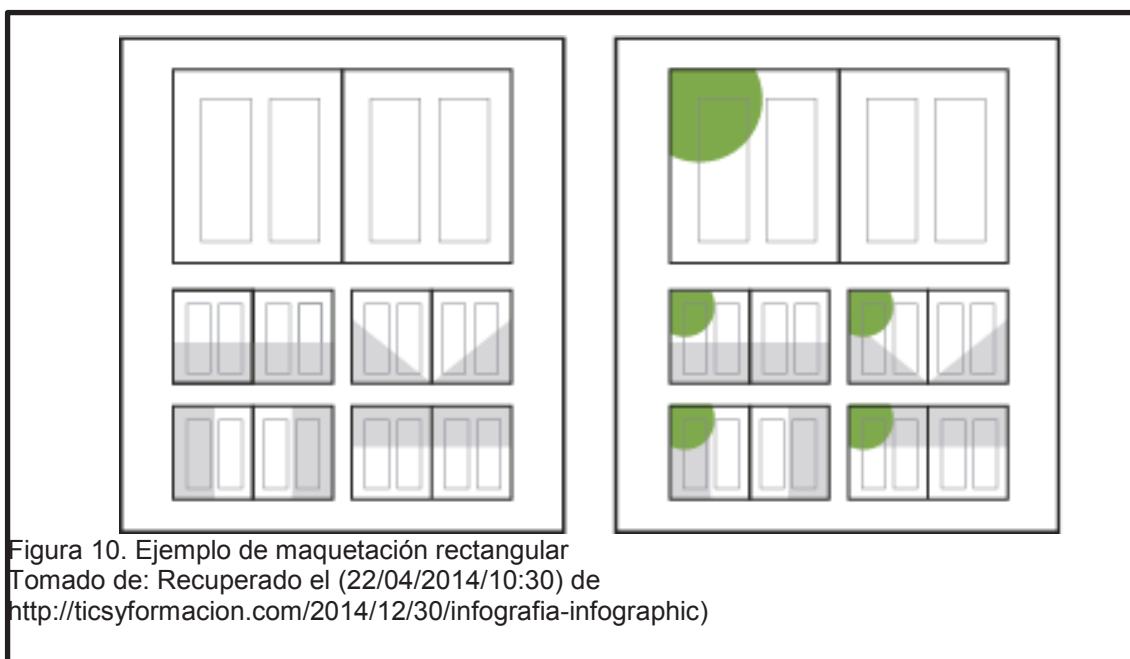 Figura 10. Ejemplo de maquetación rectangular
Tomado de: Recuperado el (22/04/2014/10:30) de
http://ticsyformacion.com/2014/12/30/infografia-infographic)